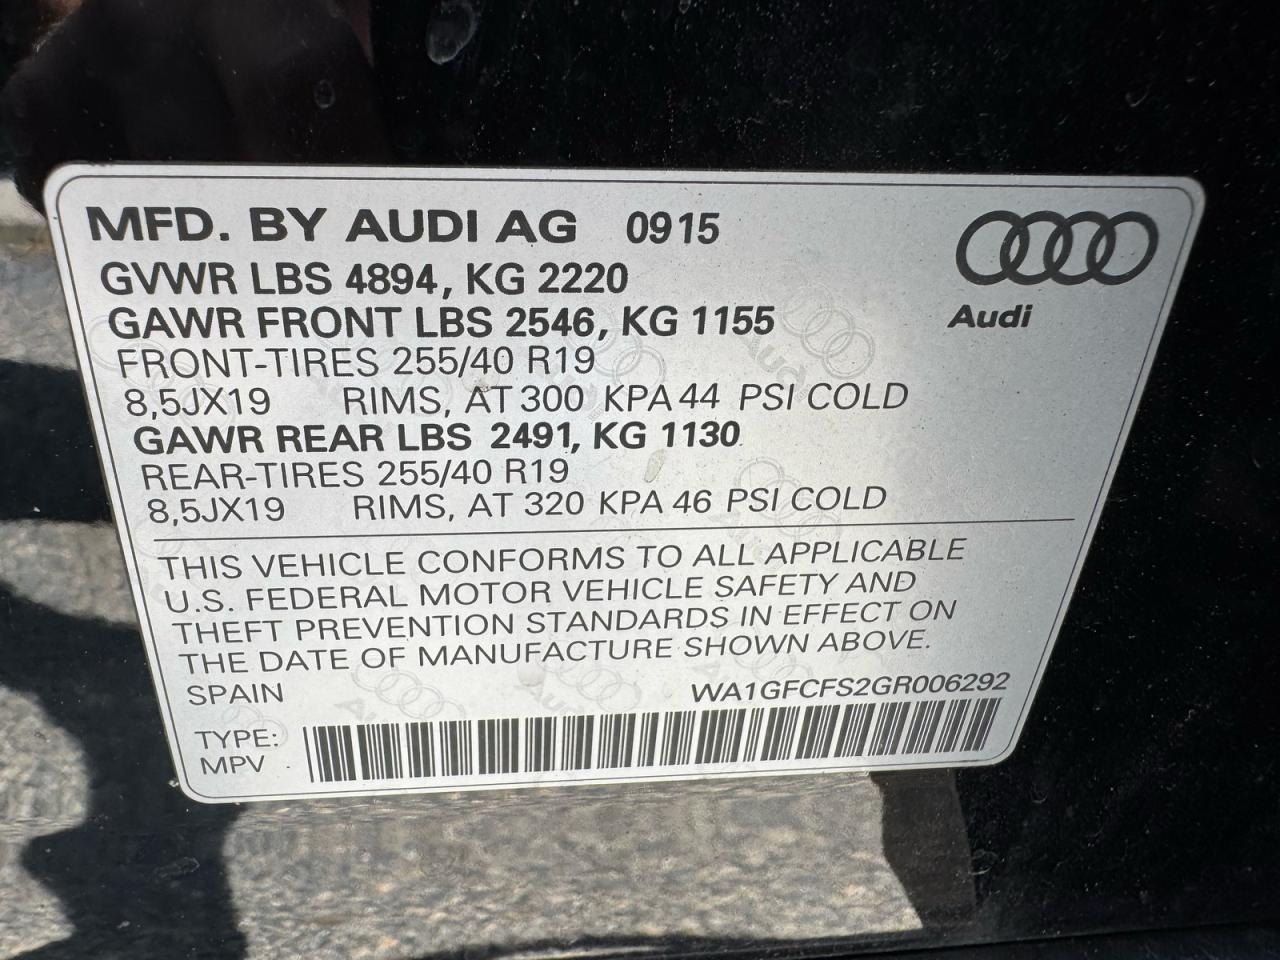 MFD. BY AUDI AG 0915
GVWR LBS 4894, KG 2220
GAWR FRONT LBS 2546, KG 1155
Audi
FRONT-TIRES 255/40 R19
8,5JX19 RIMS, AT 300 KPA 44 PSI COLD
GAWR REAR LBS 2491, KG 1130
REAR-TIRES 255/40 R19
8,5JX19 RIMS, AT 320 KPA 46 PSI COLD
THIS VEHICLE CONFORMS TO ALL APPLICABLE
U.S. FEDERAL MOTOR VEHICLE SAFETY AND
THEFT PREVENTION STANDARDS IN EFFECT ON
THE DATE OF MANUFACTURE SHOWN ABOVE.
SPAIN WA1GFCFS2GR006292
TYPE:
MPV